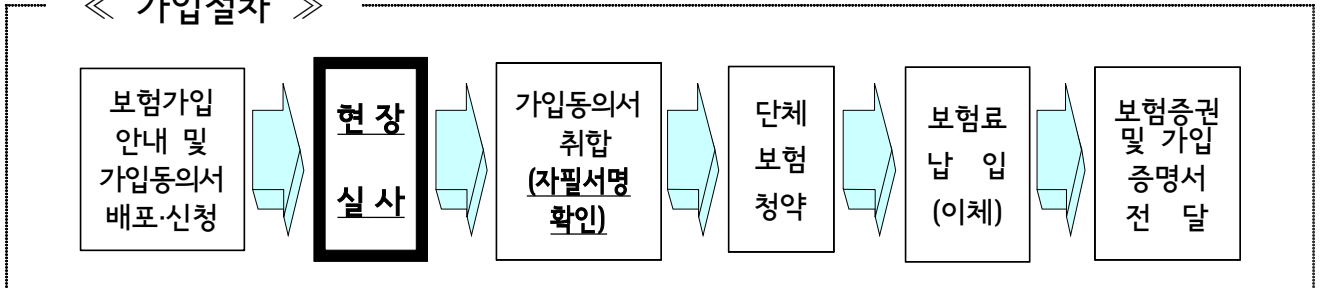 ≪ 가입절차 ≫
보험가입
안내 및
가입동의서
배포·신청
현 장
실 사
가입동의서
취합
(자필서명
확인)
단체
보험
청약
보험료
납 입
(이체)
보험증권
및 가입
증명서
전 달